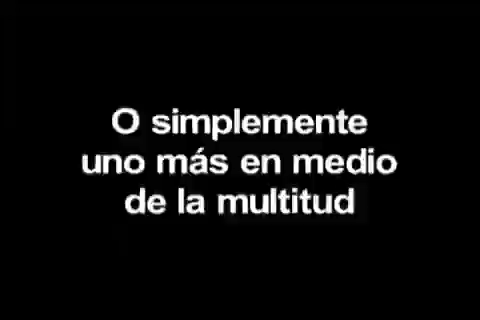 O simplemente
uno más en medio
de la multitud